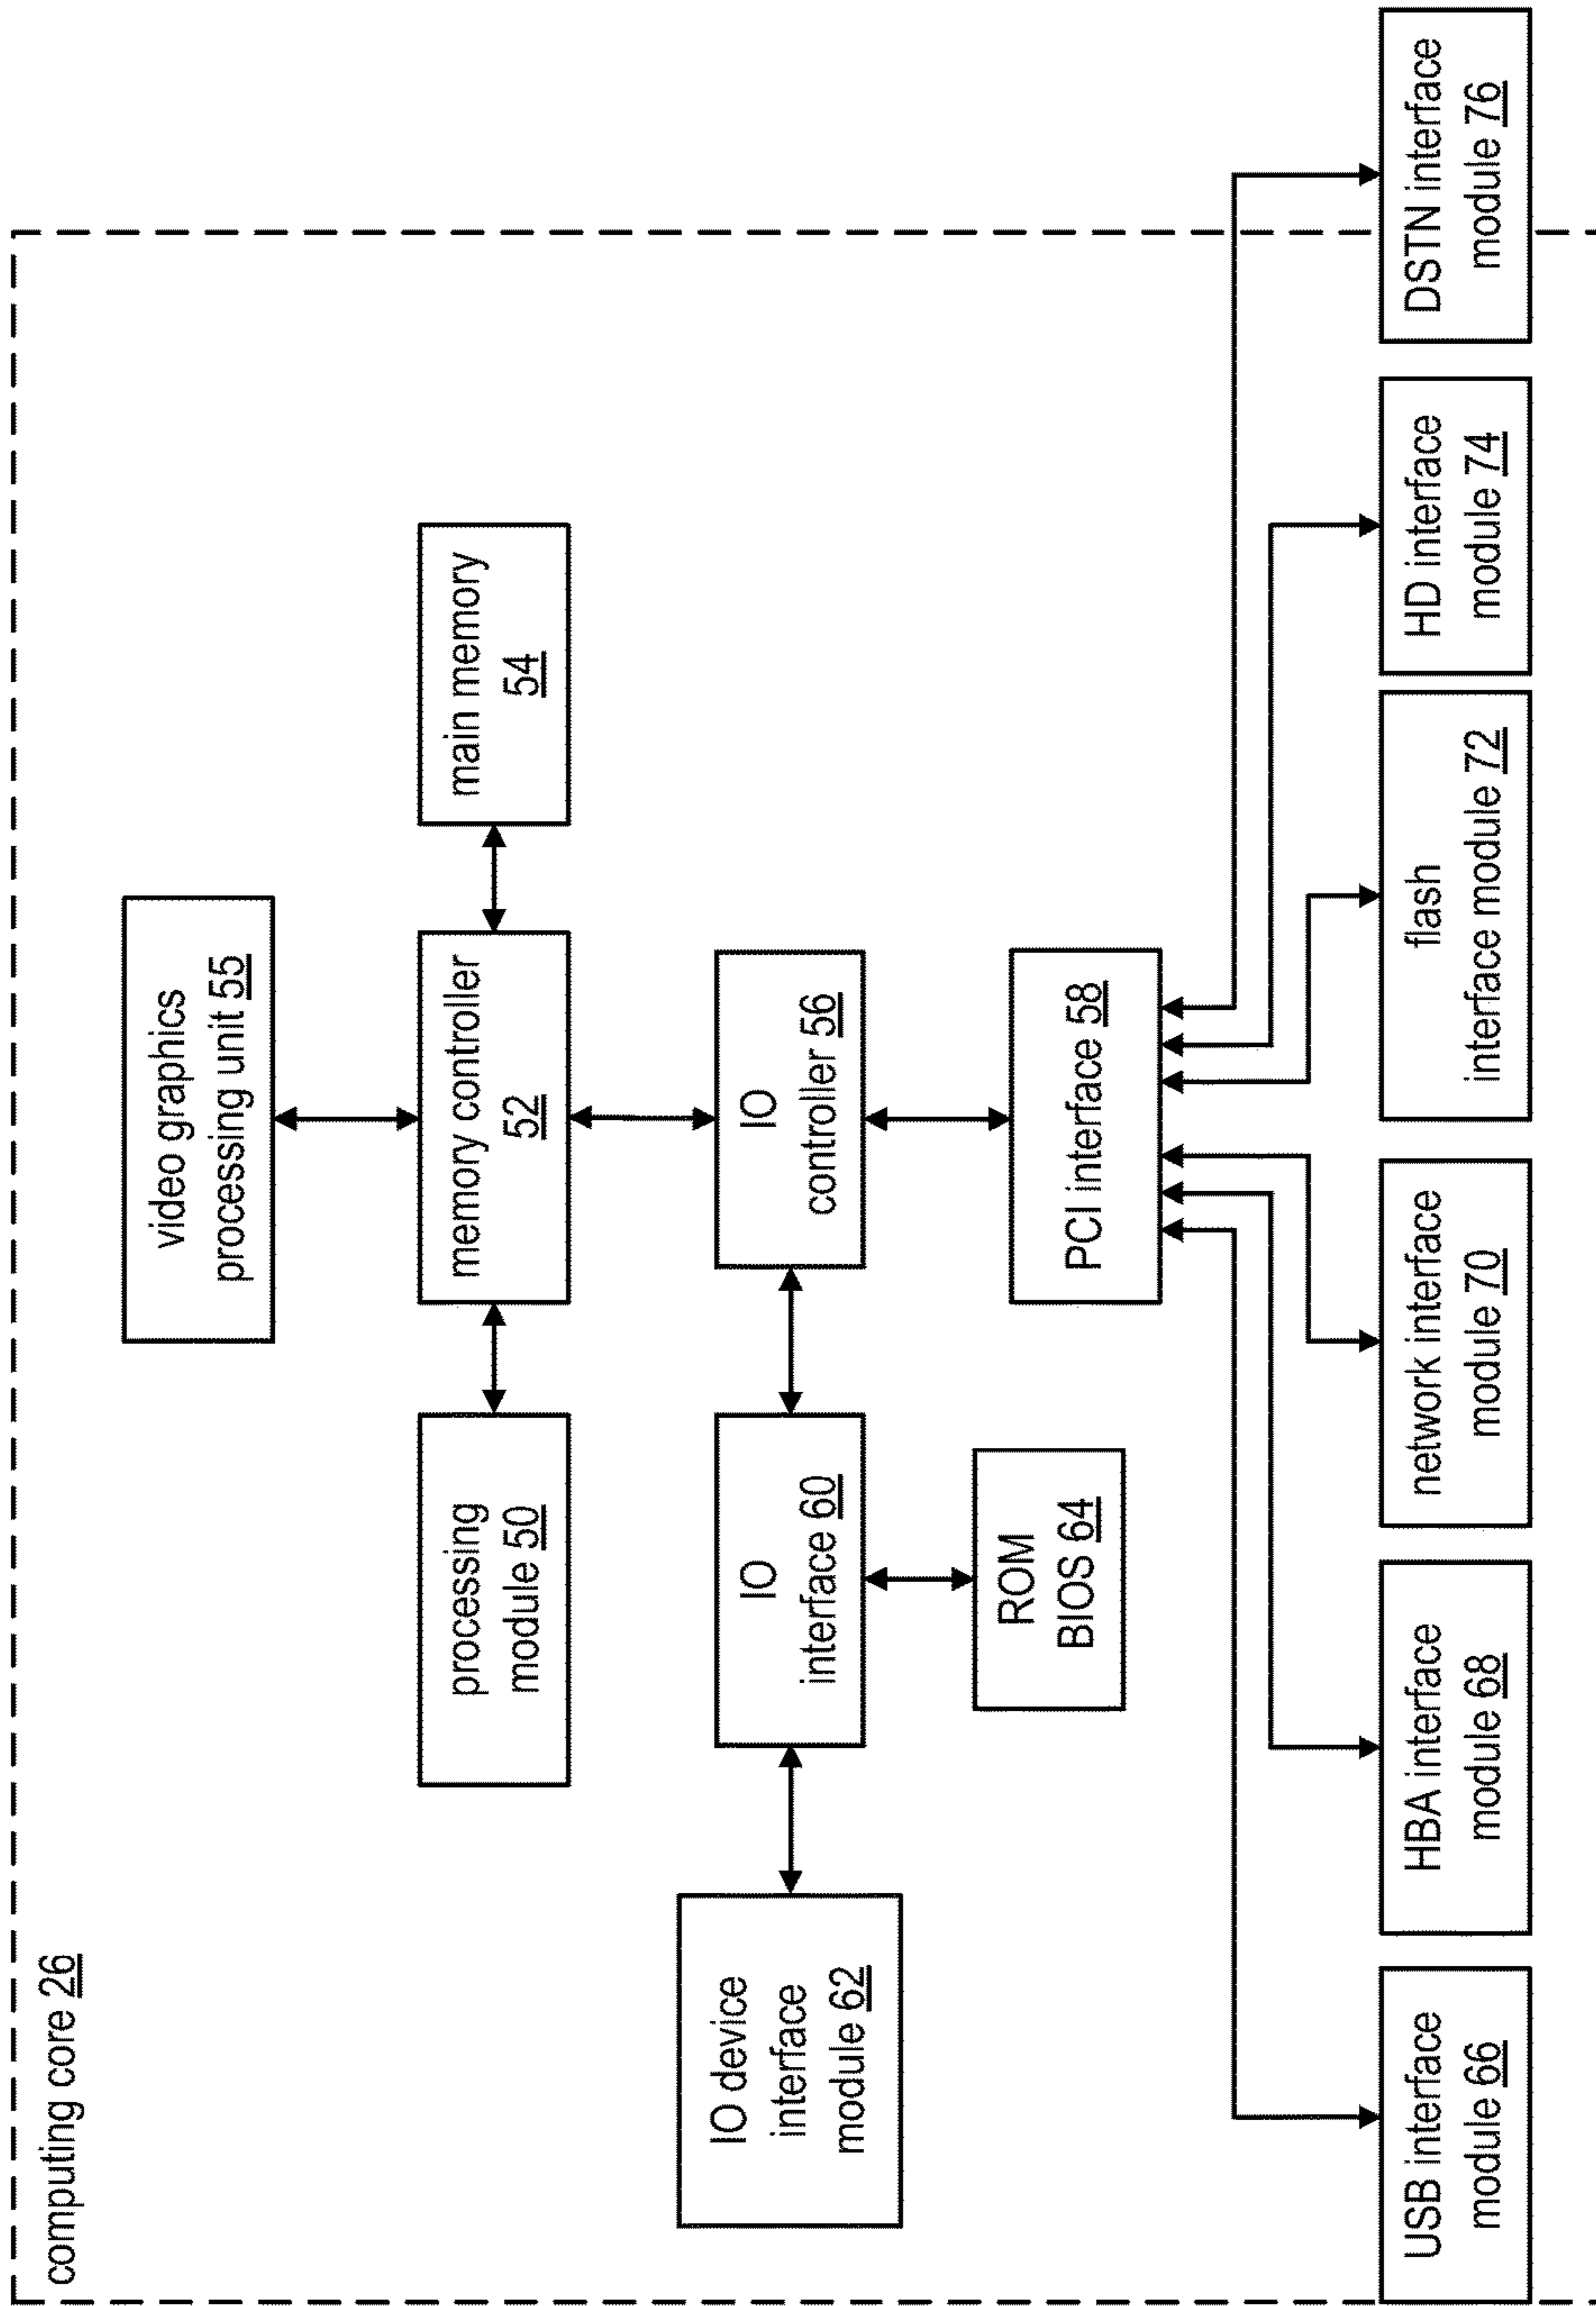 computing core 26
video graphics
processing unit 55
processing
module 50
memory controller
52
main memory
54
IO device
interface
module 62
IO
interface 60
IO
controller 56
ROM
BIOS 64
PCI interface 58
USB interface
module 66
HBA interface
module 68
network interface
module 70
flash
interface module 72
HD interface
module 74
DSTN interface
module 76